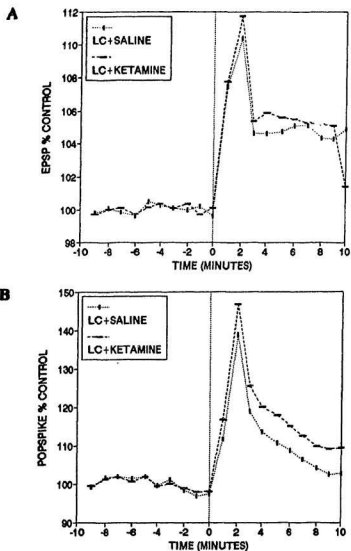 A
112
110
108
106
104
102
100
98
EPSP % CONTROL
LC+SALINE
LC+KETAMINE
-10 -8 -6 -4 -2 0 2 4 6 8 10
TIME (MINUTES)
B
150
140
130
120
110
100
90
POPSPIKE % CONTROL
LC+SALINE
LC+KETAMINE
-10 -8 -6 -4 -2 0 2 4 6 8 10
TIME (MINUTES)